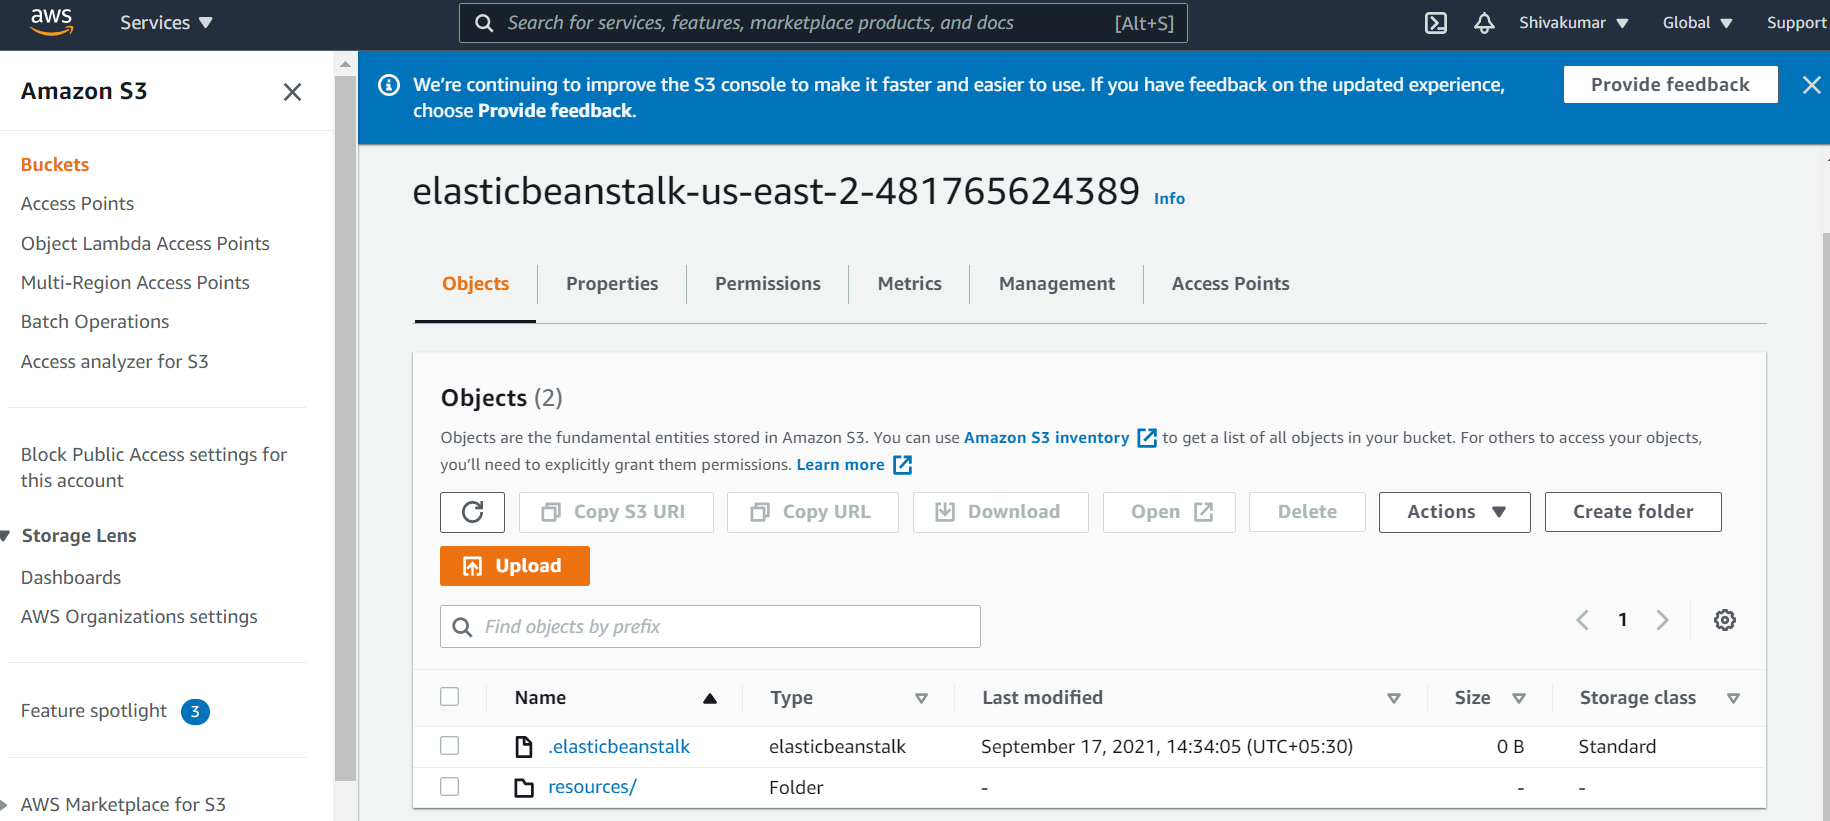 aws
Services
Search for services, features, marketplace products, and docs
[Alt+S]
Shivakumar
Global
Support
Amazon S3
Buckets
Access Points
Object Lambda Access Points
Multi-Region Access Points
Batch Operations
Access analyzer for S3
Block Public Access settings for
this account
Storage Lens
Dashboards
AWS Organizations settings
Feature spotlight 3
AWS Marketplace for S3
We're continuing to improve the S3 console to make it faster and easier to use. If you have feedback on the updated experience,
choose Provide feedback.
Provide feedback
elasticbeanstalk-us-east-2-481765624389 Info
Objects
Properties
Permissions
Metrics
Management
Access Points
Objects (2)
Objects are the fundamental entities stored in Amazon S3. You can use Amazon S3 inventory to get a list of all objects in your bucket. For others to access your objects,
you'll need to explicitly grant them permissions. Learn more
Copy S3 URI
Copy URL
Download
Open
Delete
Actions
Create folder
Upload
Find objects by prefix
1
Name Type Last modified Size Storage class
.elasticbeanstalk elasticbeanstalk September 17, 2021, 14:34:05 (UTC+05:30) 0 B Standard
resources/ Folder - - -